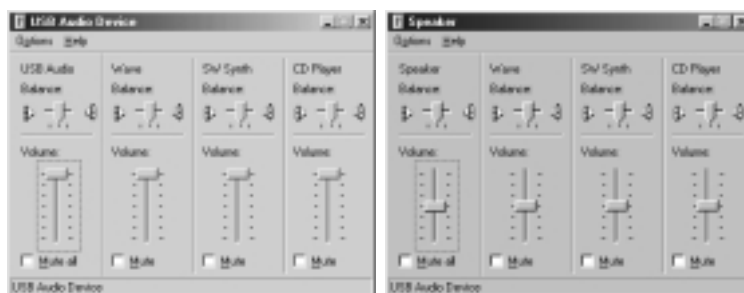 USB Audio Device
Options Help
USB Audio Wave SW Synth CD Player
Balance: Balance: Balance: Balance:
Volume: Volume: Volume: Volume:
Mute all Mute Mute Mute
USB Audio Device
Speaker
Options Help
Speaker Wave SW Synth CD Player
Balance: Balance: Balance: Balance:
Volume: Volume: Volume: Volume:
Mute all Mute Mute Mute
USB Audio Device